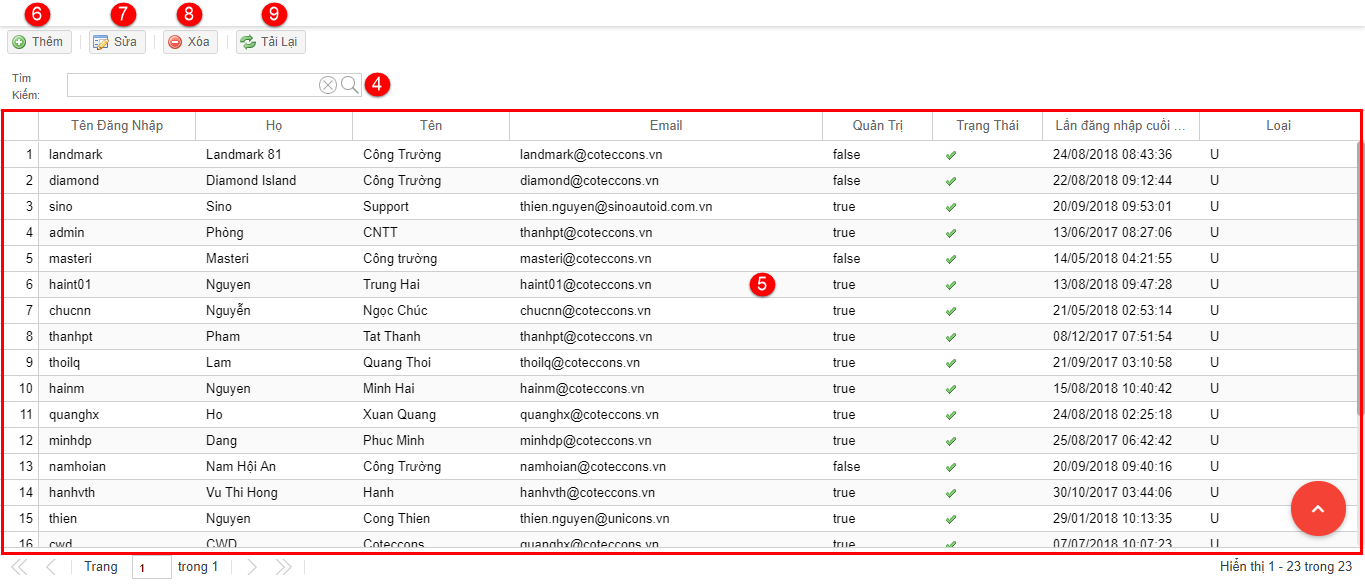 6 7 8 9
Thêm Sửa Xóa Tải Lại
Tìm Kiếm: 4
Tên Đăng Nhập Họ Tên Email Quản Trị Trạng Thái Lần đăng nhập cuối ... Loại
1 landmark Landmark 81 Công Trường landmark@coteccons.vn false 24/08/2018 08:43:36 U
2 diamond Diamond Island Công Trường diamond@coteccons.vn false 22/08/2018 09:12:44 U
3 sino Sino Support thien.nguyen@sinoautoid.com.vn true 20/09/2018 09:53:01 U
4 admin Phòng CNTT thanhpt@coteccons.vn true 13/06/2017 08:27:06 U
5 masteri Masteri Công trường masteri@coteccons.vn false 14/05/2018 04:21:55 U
6 haint01 Nguyen Trung Hai haint01@coteccons.vn 5 true 13/08/2018 09:47:28 U
7 chucnn Nguyễn Ngọc Chúc chucnn@coteccons.vn true 21/05/2018 02:53:14 U
8 thanhpt Pham Tat Thanh thanhpt@coteccons.vn true 08/12/2017 07:51:54 U
9 thoilq Lam Quang Thoi thoilq@coteccons.vn true 21/09/2017 03:10:58 U
10 hainm Nguyen Minh Hai hainm@coteccons.vn true 15/08/2018 10:40:42 U
11 quanghx Ho Xuan Quang quanghx@coteccons.vn true 24/08/2018 02:25:18 U
12 minhdp Dang Phuc Minh minhdp@coteccons.vn true 25/08/2017 06:42:42 U
13 namhoian Nam Hội An Công Trường namhoian@coteccons.vn false 20/09/2018 09:40:16 U
14 hanhvth Vu Thi Hong Hanh hanhvth@coteccons.vn true 30/10/2017 03:44:06 U
15 thien Nguyen Cong Thien thien.nguyen@unicons.vn true 29/01/2018 10:13:35 U
16 cwd CWD Coteccons quanghx@coteccons.vn true 07/07/2018 10:07:23 U
Trang 1 trong 1 Hiển thị 1 - 23 trong 23